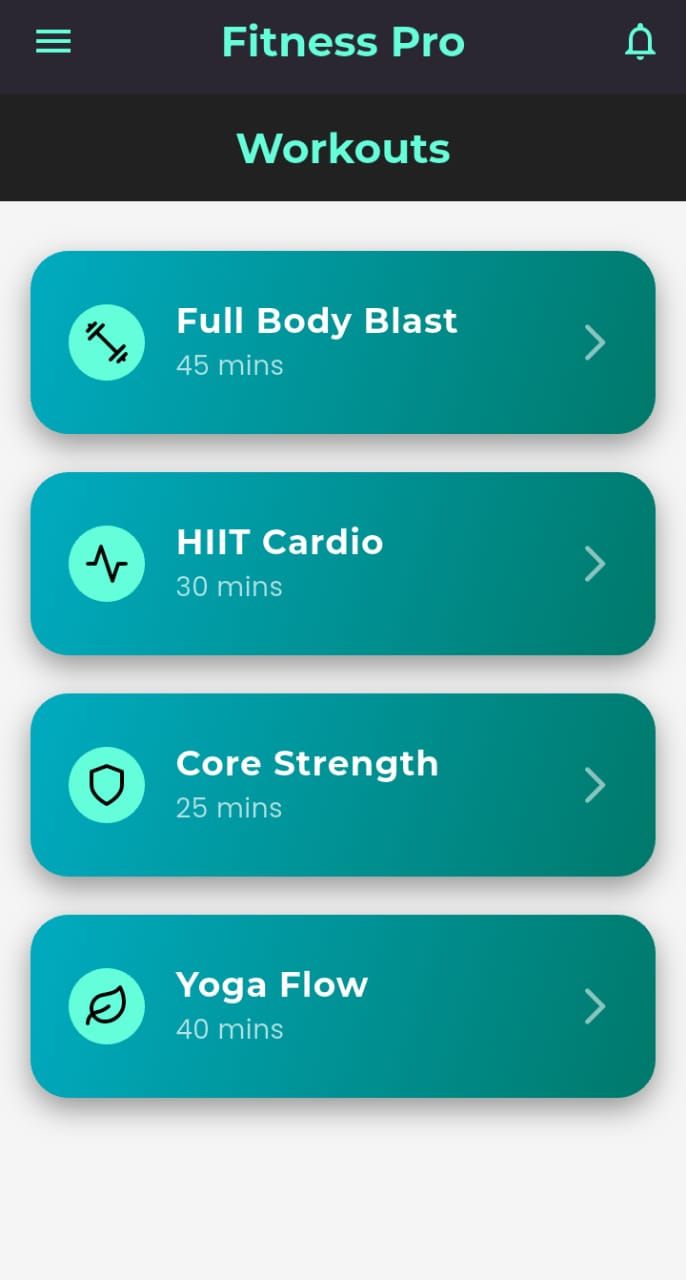 Fitness Pro
Workouts
Full Body Blast
45 mins
HIIT Cardio
30 mins
Core Strength
25 mins
Yoga Flow
40 mins